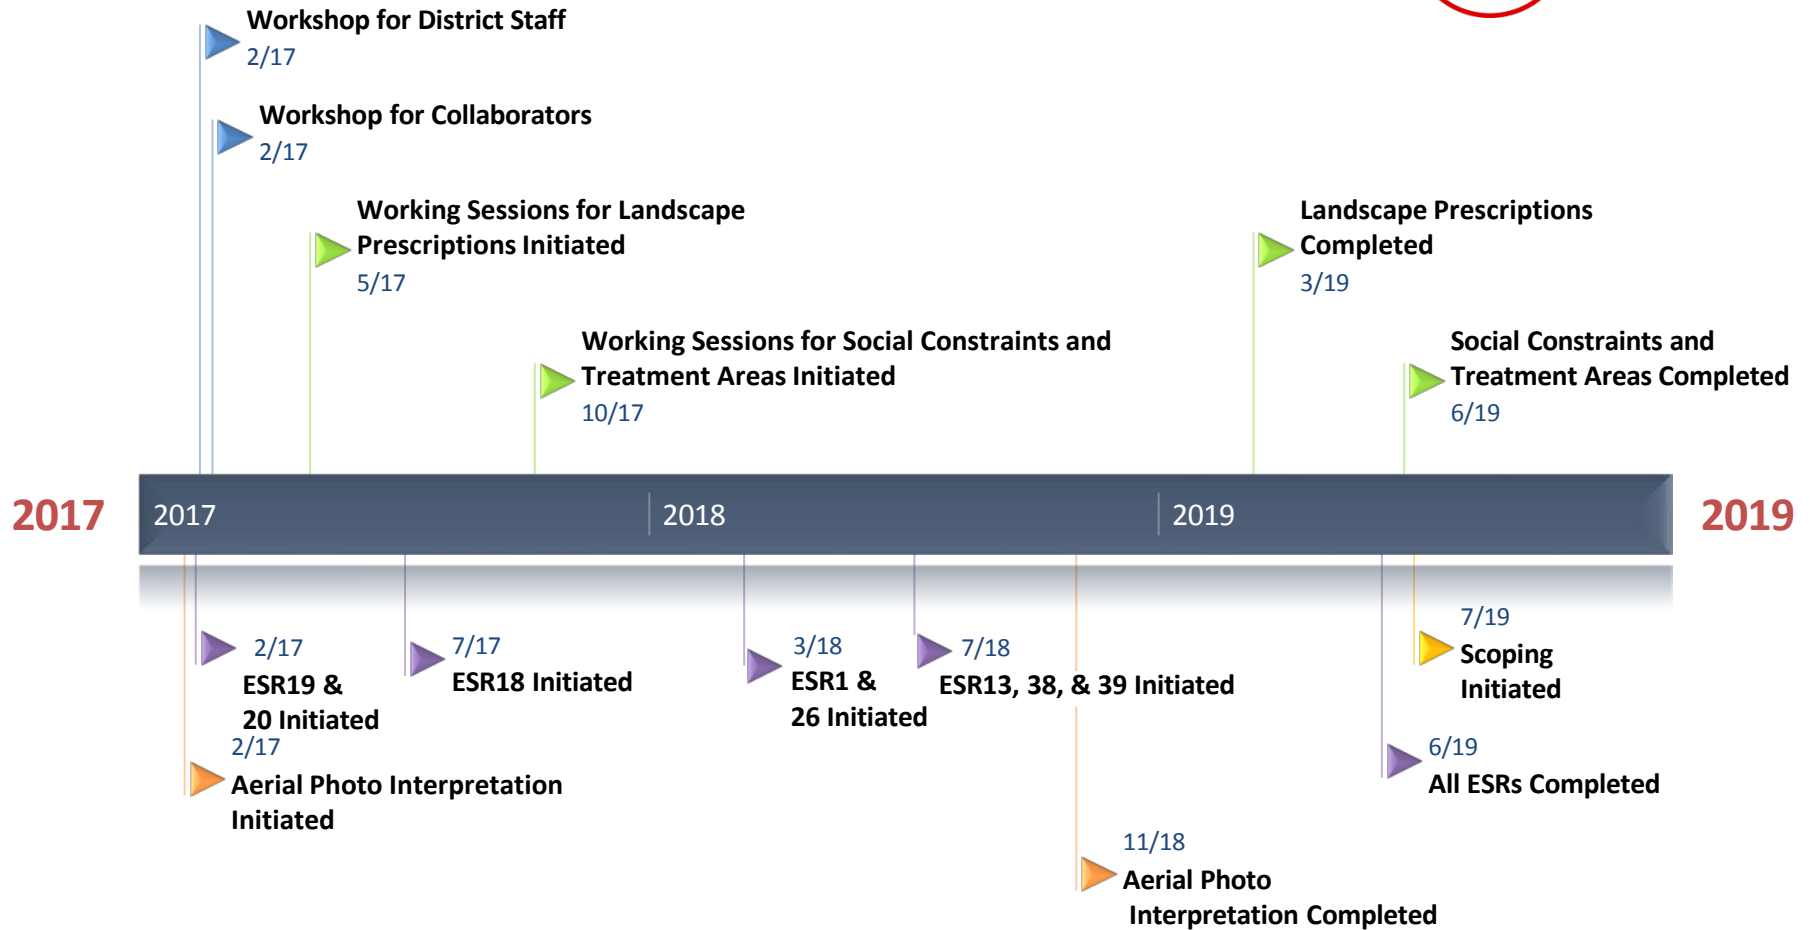 Workshop for District Staff
2/17
Workshop for Collaborators
2/17
Working Sessions for Landscape
Prescriptions Initiated
5/17
Landscape Prescriptions
Completed
3/19
Working Sessions for Social Constraints and
Treatment Areas Initiated
10/17
Social Constraints and
Treatment Areas Completed
6/19
2017
2017
2018
2019
2019
2/17
ESR19 &
20 Initiated
7/17
ESR18 Initiated
3/18
ESR1 &
26 Initiated
7/18
ESR13, 38, & 39 Initiated
7/19
Scoping
Initiated
2/17
Aerial Photo Interpretation
Initiated
6/19
All ESRs Completed
11/18
Aerial Photo
Interpretation Completed